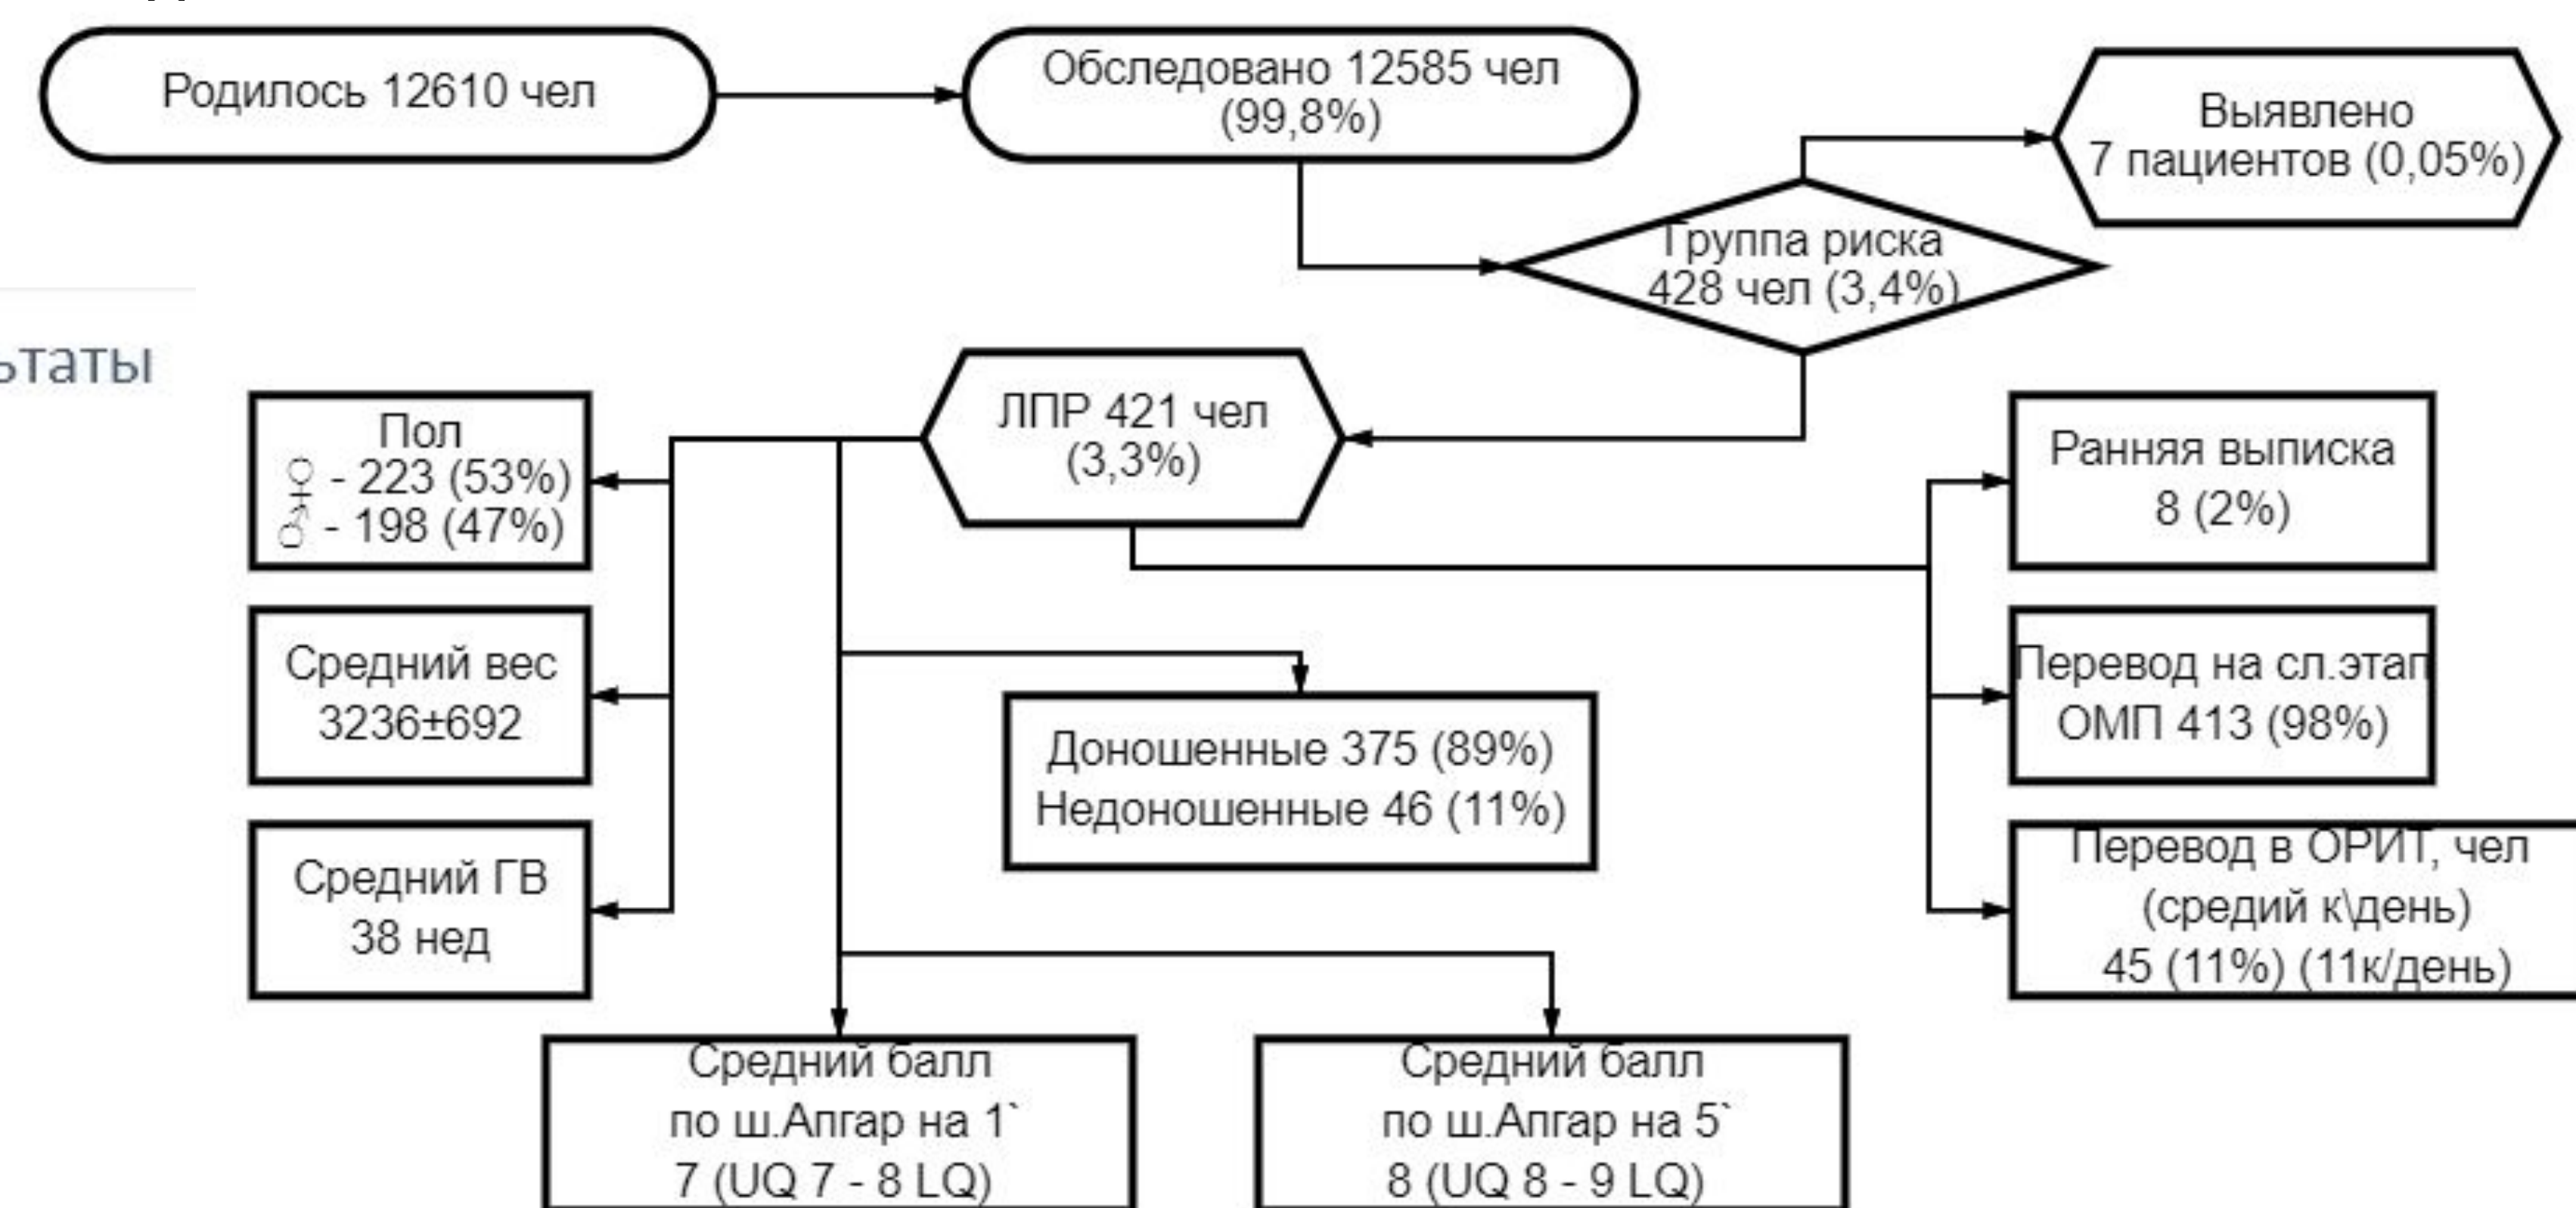 Родилось 12610 чел
Обследовано 12585 чел
(99,8%)
Выявлено
7 пациентов (0,05%)
Группа риска
428 чел (3,4%)
ьтаты
ЛПР 421 чел
(3,3%)
Пол
♀ - 223 (53%)
♂ - 198 (47%)
Ранняя выписка
8 (2%)
Средний вес
3236±692
Перевод на сл.этап
ОМП 413 (98%)
Доношенные 375 (89%)
Недоношенные 46 (11%)
Средний ГВ
38 нед
Перевод в ОРИТ, чел
(средий к\день)
45 (11%) (11к/день)
Средний балл
по ш.Апгар на 1`
7 (UQ 7 - 8 LQ)
Средний балл
по ш.Апгар на 5`
8 (UQ 8 - 9 LQ)